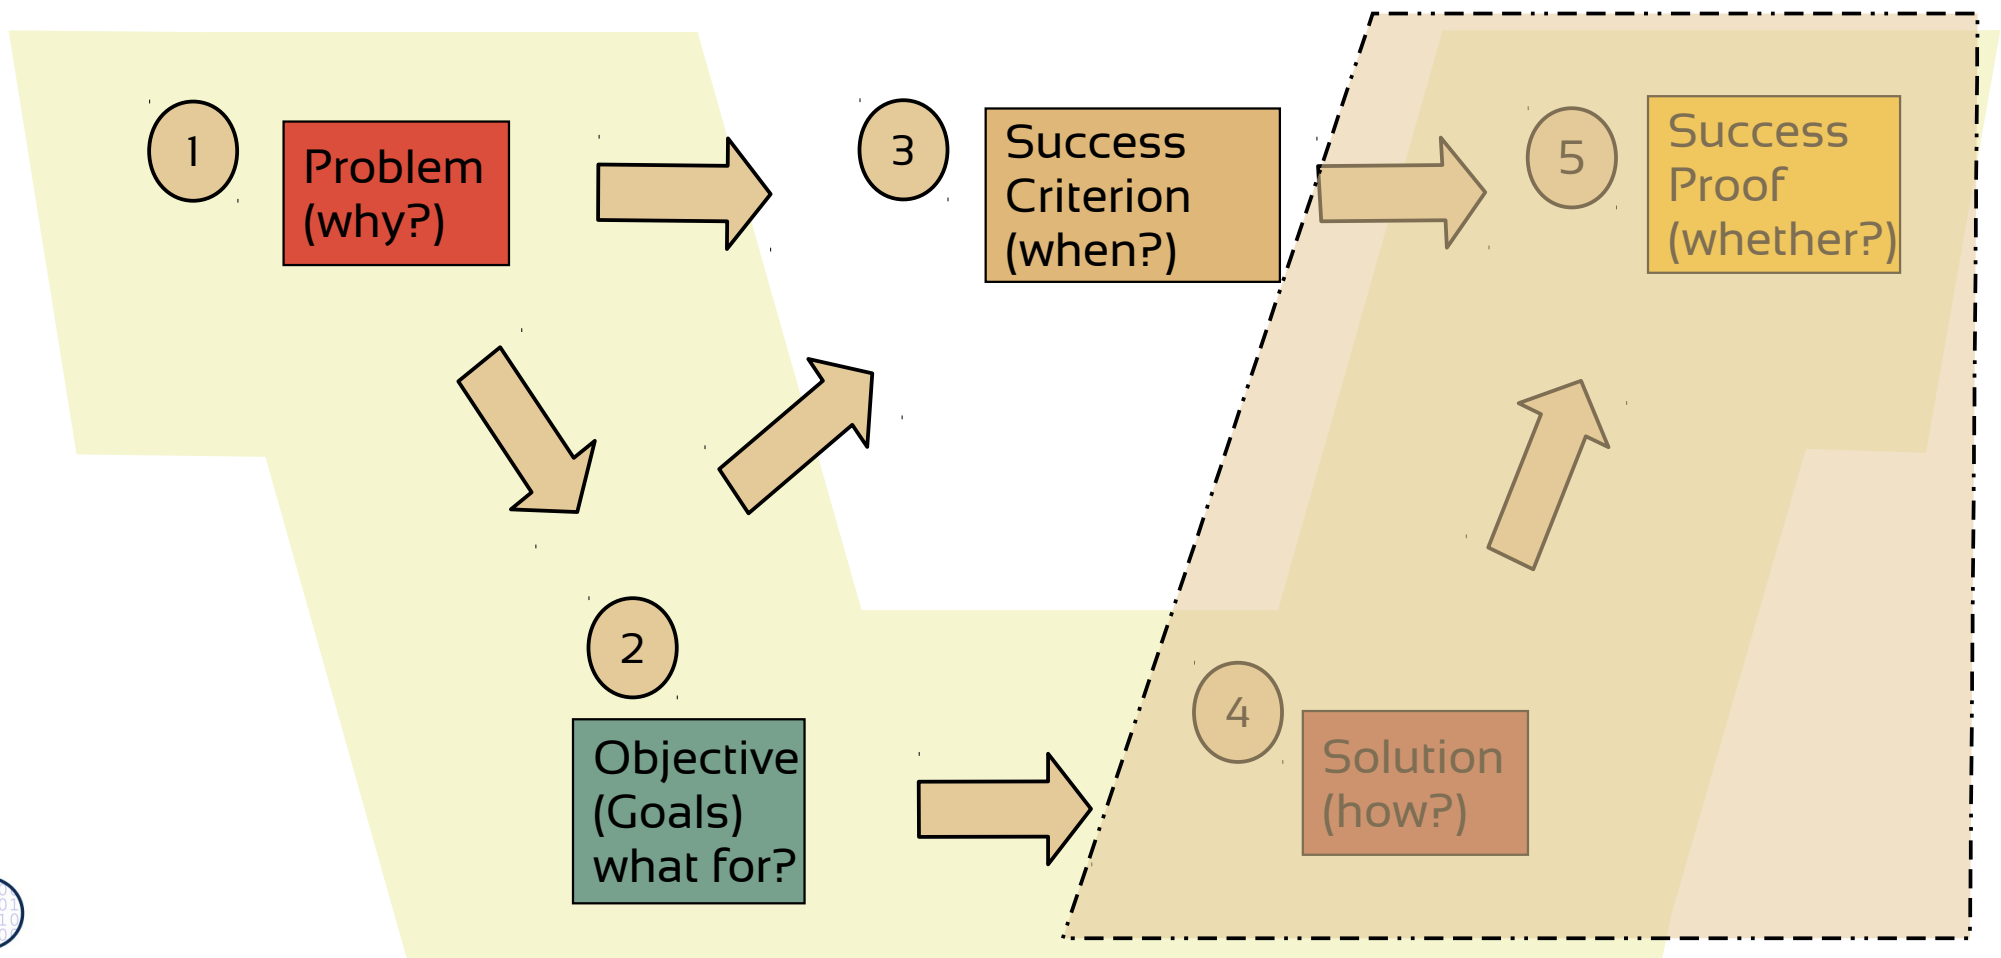 1
Problem
(why?)
2
Objective
(Goals)
what for?
3
Success
Criterion
(when?)
4
Solution
(how?)
5
Success
Proof
(whether?)